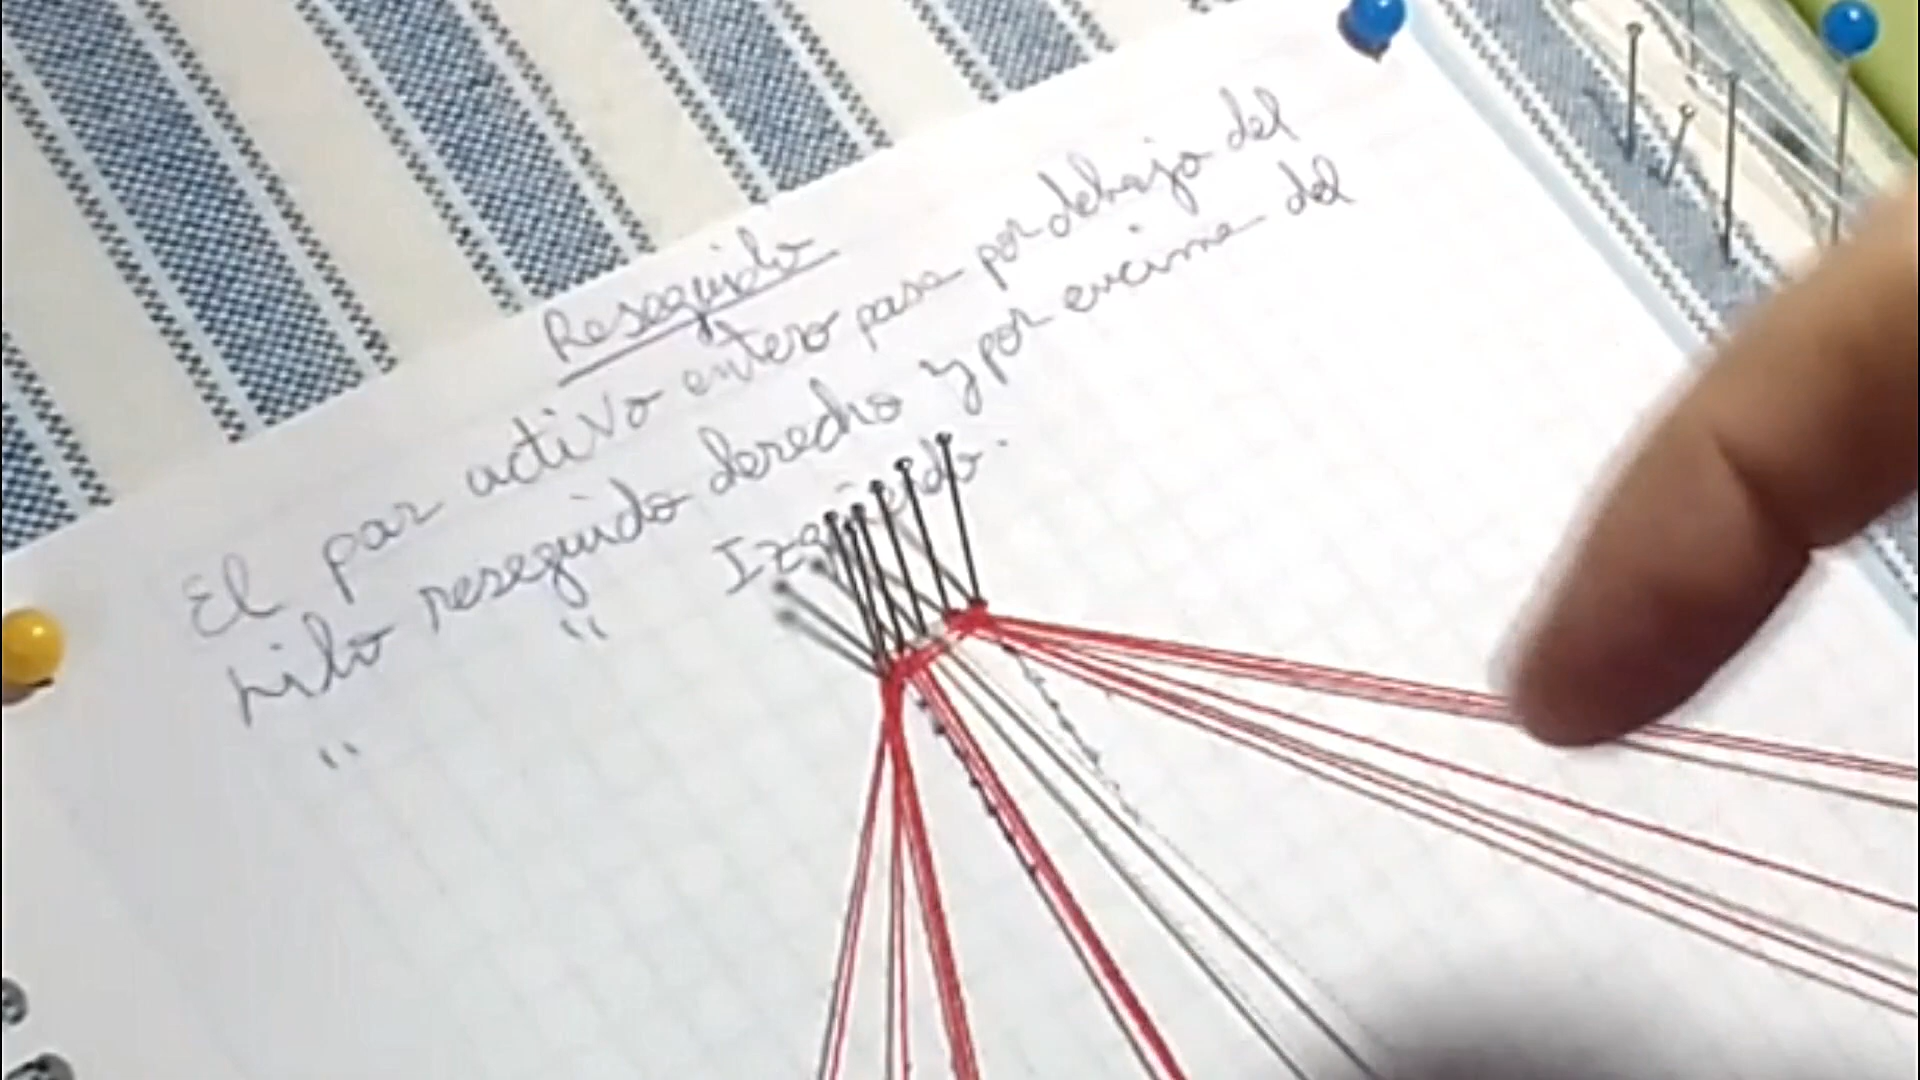 Reseguido
El par activo entero pasa por debajo del
hilo reseguido derecho y por encima del
" " Izquierdo.